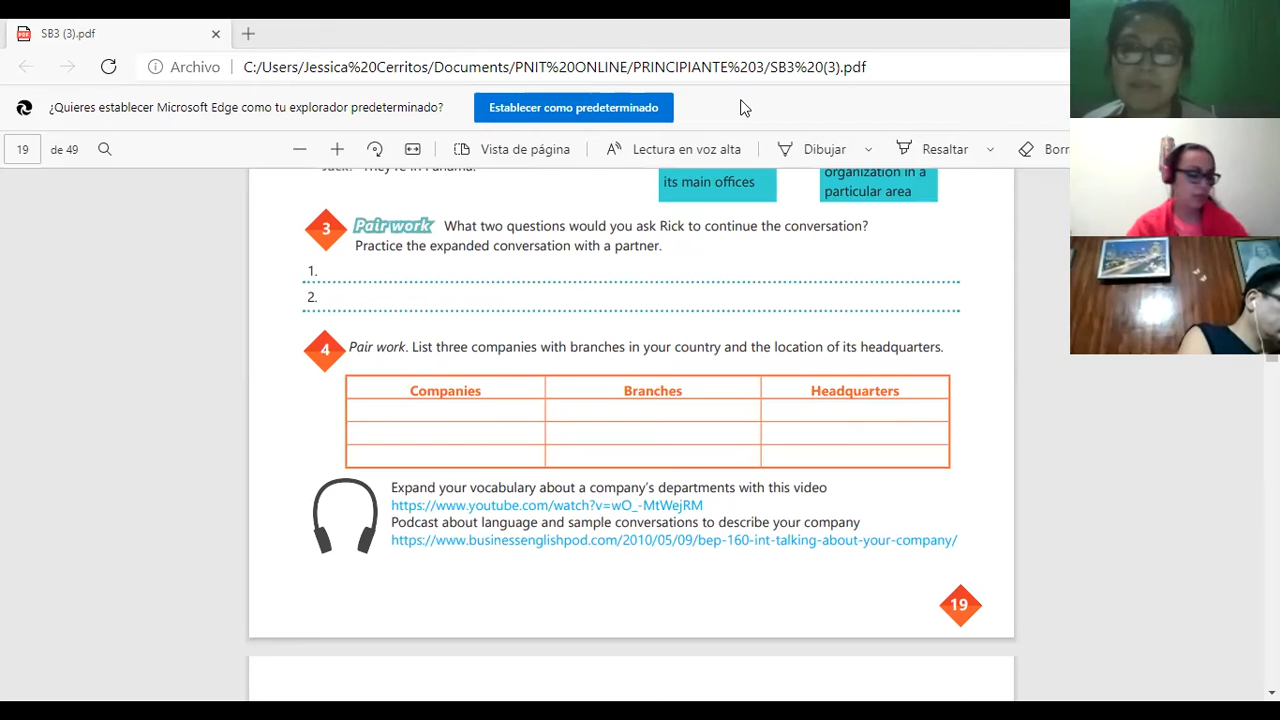 SB3 (3).pdf
Archivo C:/Users/Jessica%20Cerritos/Documents/PNIT%20ONLINE/PRINCIPIANTE%203/SB3%20(3).pdf
¿Quieres establecer Microsoft Edge como tu explorador predeterminado? Establecer como predeterminado
19 de 49 Vista de página Lectura en voz alta Dibujar Resaltar
its main offices
organization in a
particular area
3 Pair work What two questions would you ask Rick to continue the conversation?
Practice the expanded conversation with a partner.
1.
2.
4 Pair work. List three companies with branches in your country and the location of its headquarters.
Companies Branches Headquarters
Expand your vocabulary about a company's departments with this video
https://www.youtube.com/watch?v=wO_-MtWejRM
Podcast about language and sample conversations to describe your company
https://www.businessenglishpod.com/2010/05/09/bep-160-int-talking-about-your-company/
19